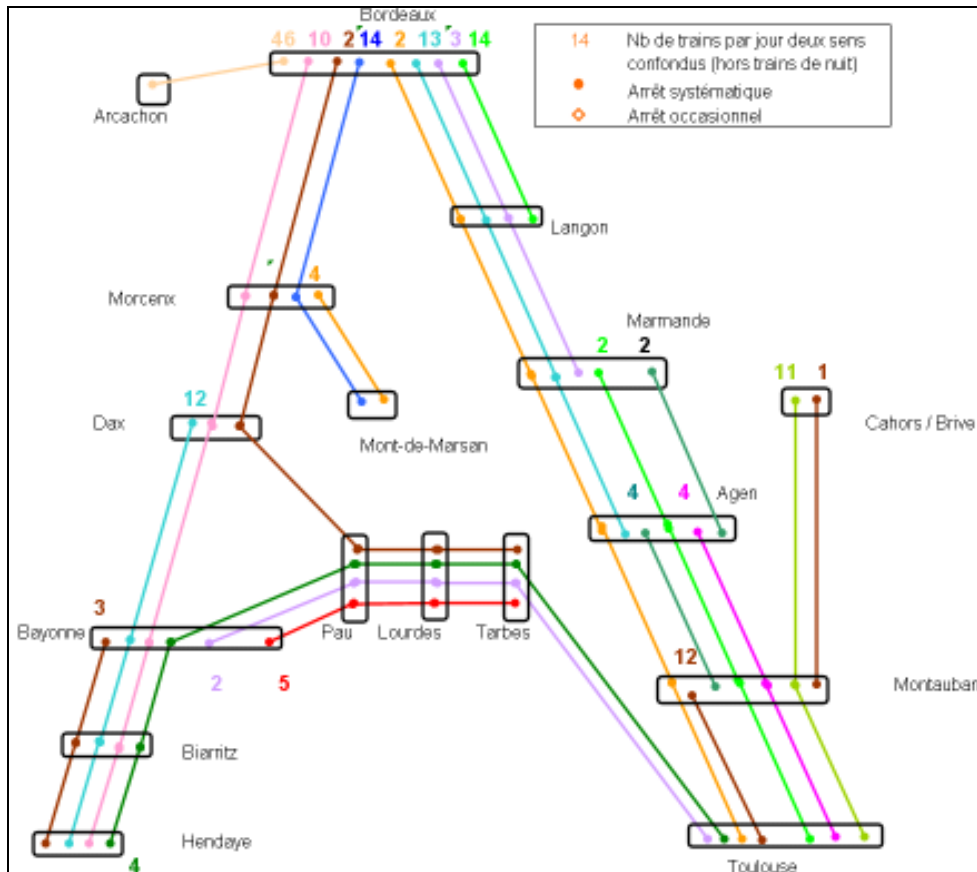 Bordeaux
46 10 2 14 2 13 3 14
14 Nb de trains par jour deux sens
confondus (hors trains de nuit)
Arrêt systématique
Arrêt occasionnel
Arcachon
Langon
Morcenx
4
Marmande
2 2
11 1
Dax
12
Mont-de-Marsan
Cahors / Brive
4 4 Agen
3
Bayonne
Pau Lourdes Tarbes
2 5
12
Montauban
Biarritz
Hendaye
4
Toulouse